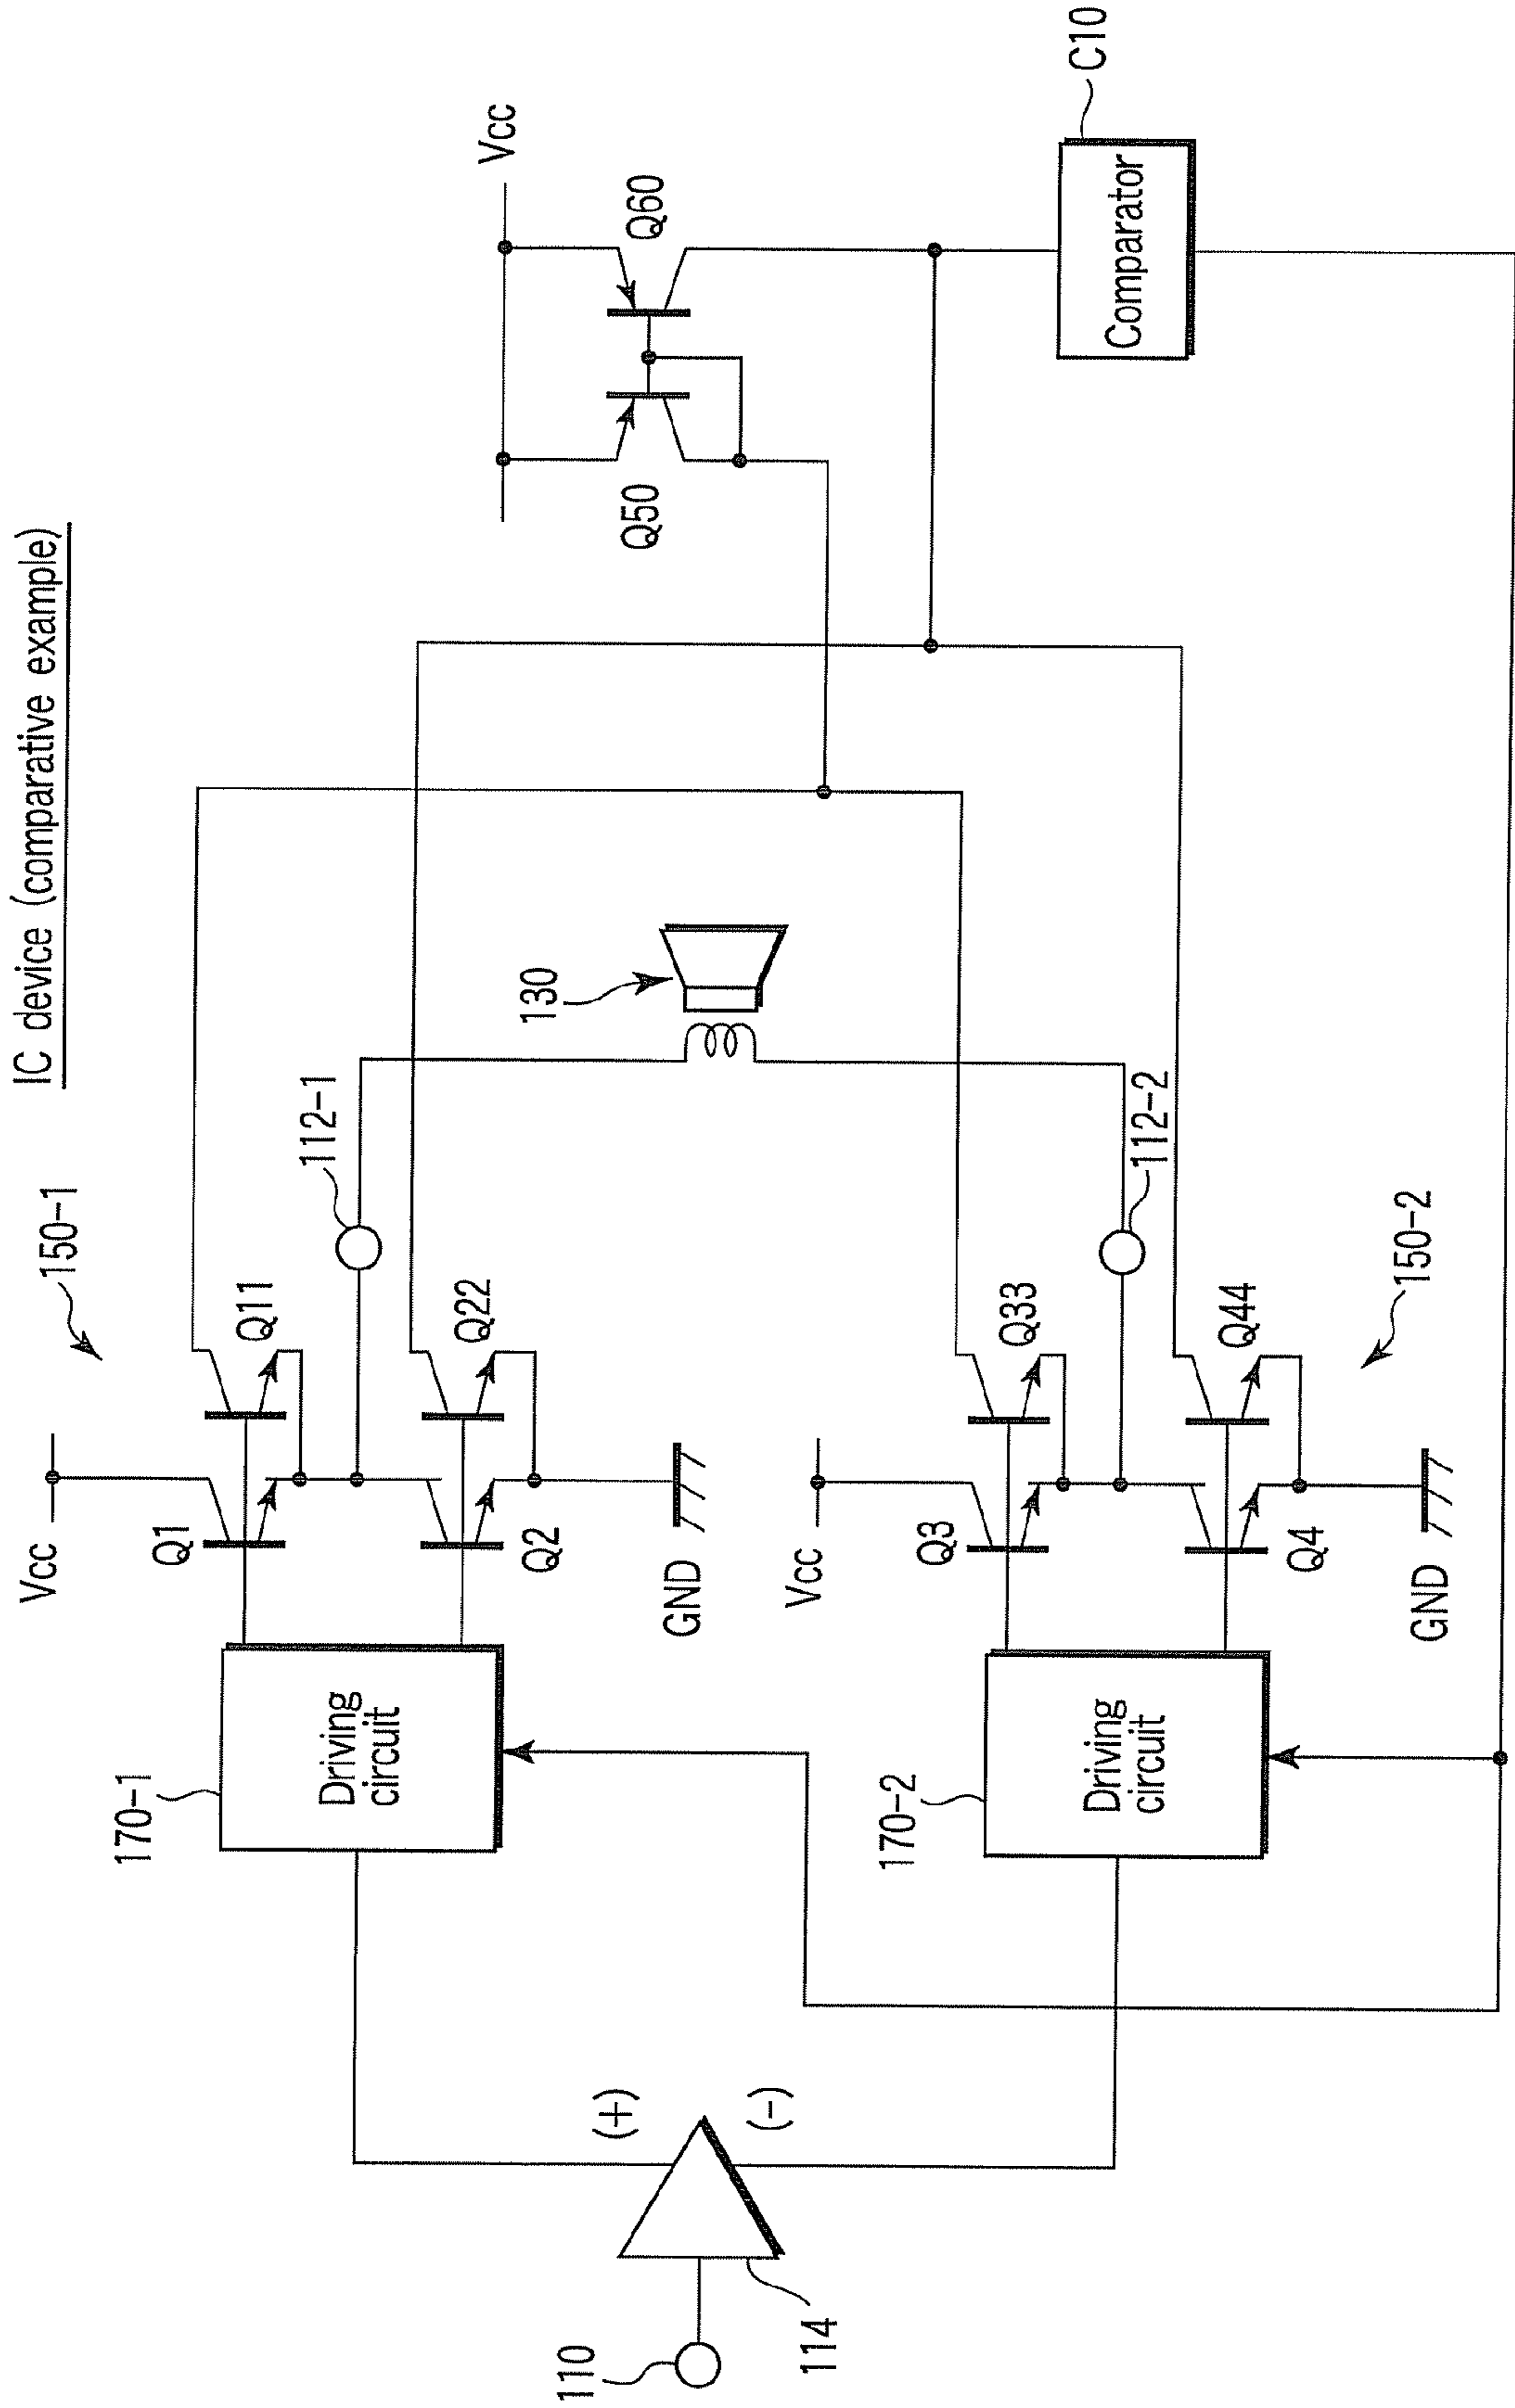 IC device (comparative example)
150-1
Vcc
Q1
Q11
112-1
Q2
Q22
GND
170-1
Driving
circuit
130
Vcc
Q50
Q60
Comparator
C10
110
114
(+)
(-)
Vcc
Q3
Q33
112-2
Q4
Q44
GND
150-2
170-2
Driving
circuit